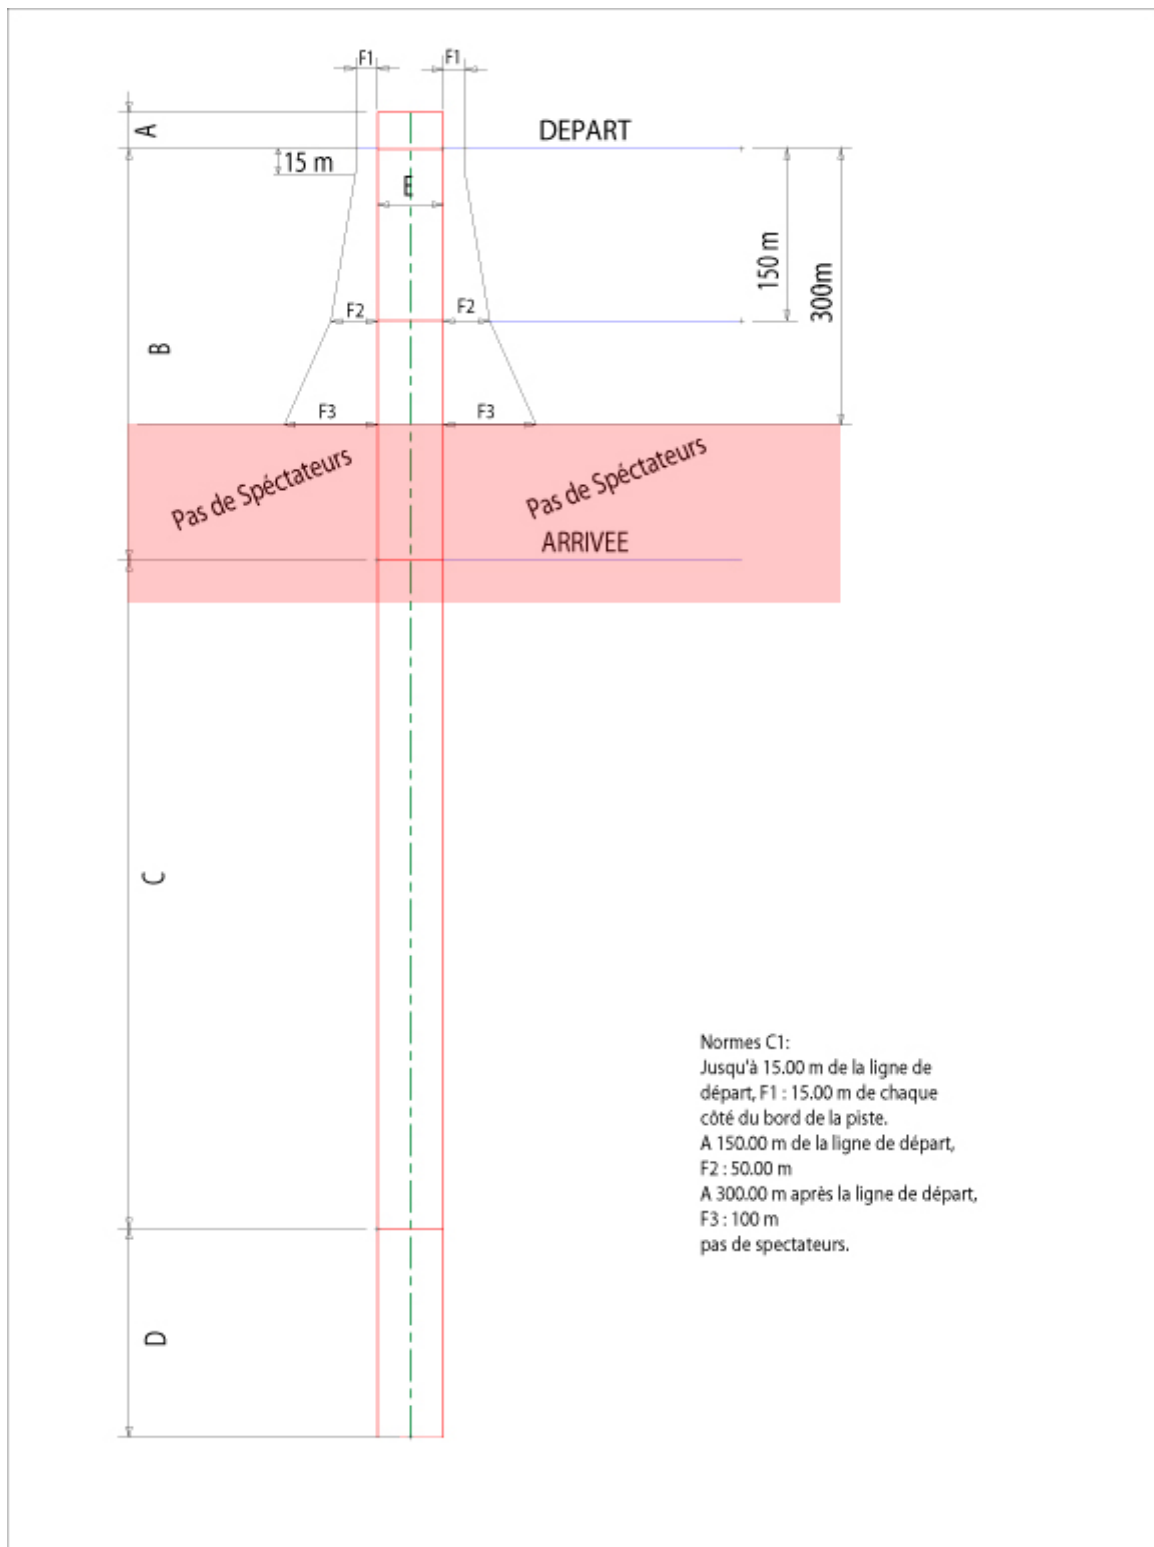 F1
F1
A
DEPART
15 m
E
150 m
300m
F2
F2
B
F3
F3
Pas de Spéctateurs
Pas de Spéctateurs
ARRIVEE
C
Normes C1:
Jusqu'à 15.00 m de la ligne de
départ, F1 : 15.00 m de chaque
côté du bord de la piste.
A 150.00 m de la ligne de départ,
F2 : 50.00 m
A 300.00 m après la ligne de départ,
F3 : 100 m
pas de spectateurs.
D